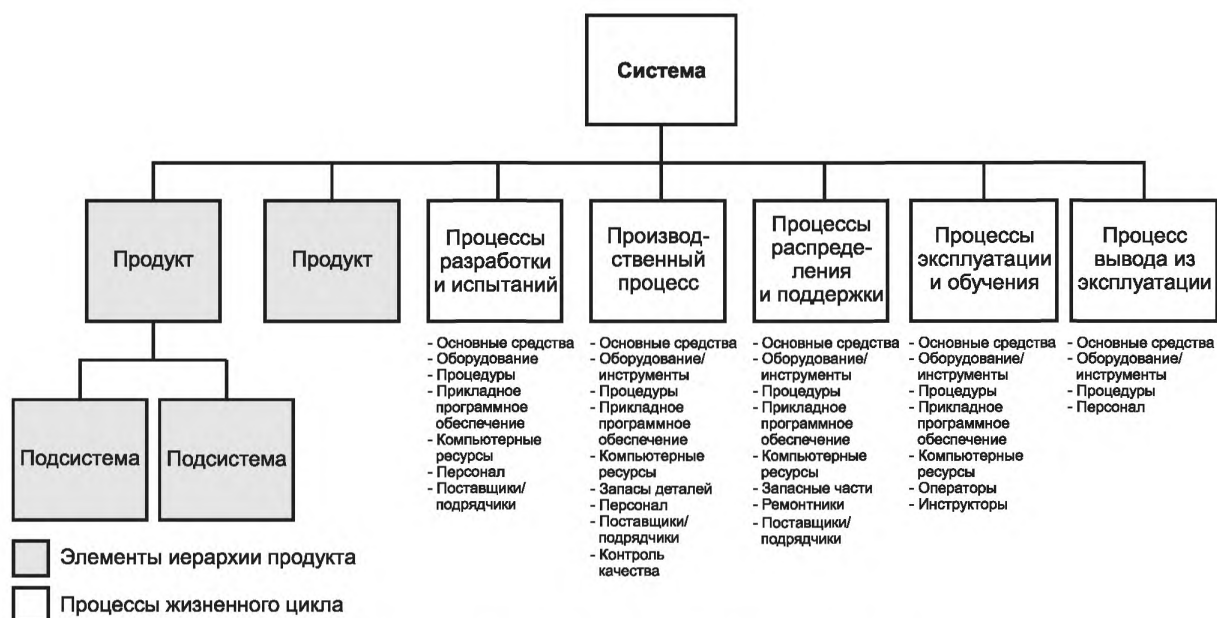 Система
Продукт
Продукт
Процессы
разработки
и испытаний
Производ-
ственный
процесс
Процессы
распреде-
ления
и поддержки
Процессы
эксплуатации
и обучения
Процесс
вывода из
эксплуатации
Подсистема
Подсистема
- Основные средства
- Оборудование
- Процедуры
- Прикладное
программное
обеспечение
- Компьютерные
ресурсы
- Персонал
- Поставщики/
подрядчики
- Основные средства
- Оборудование/
инструменты
- Процедуры
- Прикладное
программное
обеспечение
- Компьютерные
ресурсы
- Запасы деталей
- Персонал
- Поставщики/
подрядчики
- Контроль
качества
- Основные средства
- Оборудование/
инструменты
- Процедуры
- Прикладное
программное
обеспечение
- Компьютерные
ресурсы
- Запасные части
- Ремонтники
- Поставщики/
подрядчики
- Основные средства
- Оборудование/
инструменты
- Процедуры
- Прикладное
программное
обеспечение
- Компьютерные
ресурсы
- Операторы
- Инструкторы
- Основные средства
- Оборудование/
инструменты
- Процедуры
- Персонал
Элементы иерархии продукта
Процессы жизненного цикла